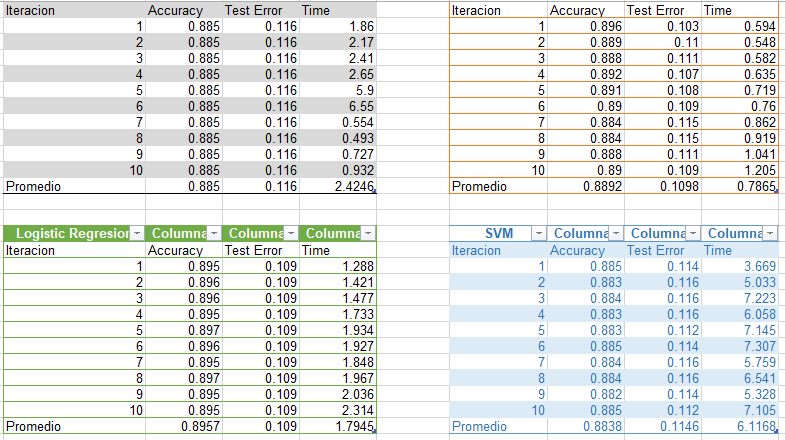 Iteracion Accuracy Test Error Time
1 0.885 0.116 1.86
2 0.885 0.116 2.17
3 0.885 0.116 2.41
4 0.885 0.116 2.65
5 0.885 0.116 5.9
6 0.885 0.116 6.55
7 0.885 0.116 0.554
8 0.885 0.116 0.493
9 0.885 0.116 0.727
10 0.885 0.116 0.932
Promedio 0.885 0.116 2.4246
Iteracion Accuracy Test Error Time
1 0.896 0.103 0.594
2 0.889 0.11 0.548
3 0.888 0.111 0.582
4 0.892 0.107 0.635
5 0.891 0.108 0.719
6 0.89 0.109 0.76
7 0.884 0.115 0.862
8 0.884 0.115 0.919
9 0.888 0.111 1.041
10 0.89 0.109 1.205
Promedio 0.8892 0.1098 0.7865
Logistic Regresion Columna Columna Columna
Iteracion Accuracy Test Error Time
1 0.895 0.109 1.288
2 0.896 0.109 1.421
3 0.896 0.109 1.477
4 0.895 0.109 1.733
5 0.897 0.109 1.934
6 0.896 0.109 1.927
7 0.895 0.109 1.848
8 0.897 0.109 1.967
9 0.895 0.109 2.036
10 0.895 0.109 2.314
Promedio 0.8957 0.109 1.7945
SVM Columna Columna Columna
Iteracion Accuracy Test Error Time
1 0.885 0.114 3.669
2 0.883 0.116 5.033
3 0.884 0.116 7.223
4 0.883 0.116 6.058
5 0.883 0.112 7.145
6 0.885 0.114 7.307
7 0.884 0.116 5.759
8 0.884 0.116 6.541
9 0.882 0.114 5.328
10 0.885 0.112 7.105
Promedio 0.8838 0.1146 6.1168